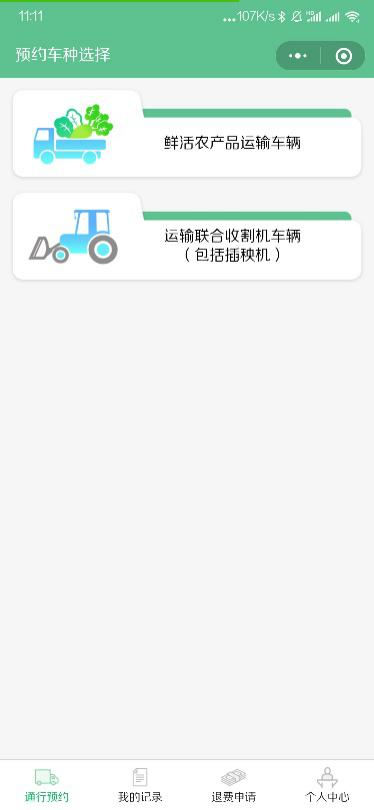 11:11
...107K/s
预约车种选择
鲜活农产品运输车辆
运输联合收割机车辆
（包括插秧机）
通行预约
我的记录
退费申请
个人中心